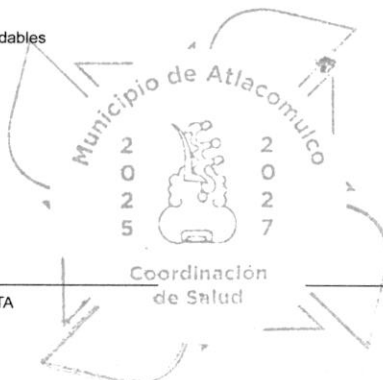 dables
Municipio de Atlacomulco
2025
2027
Coordinación
de Salud
TA